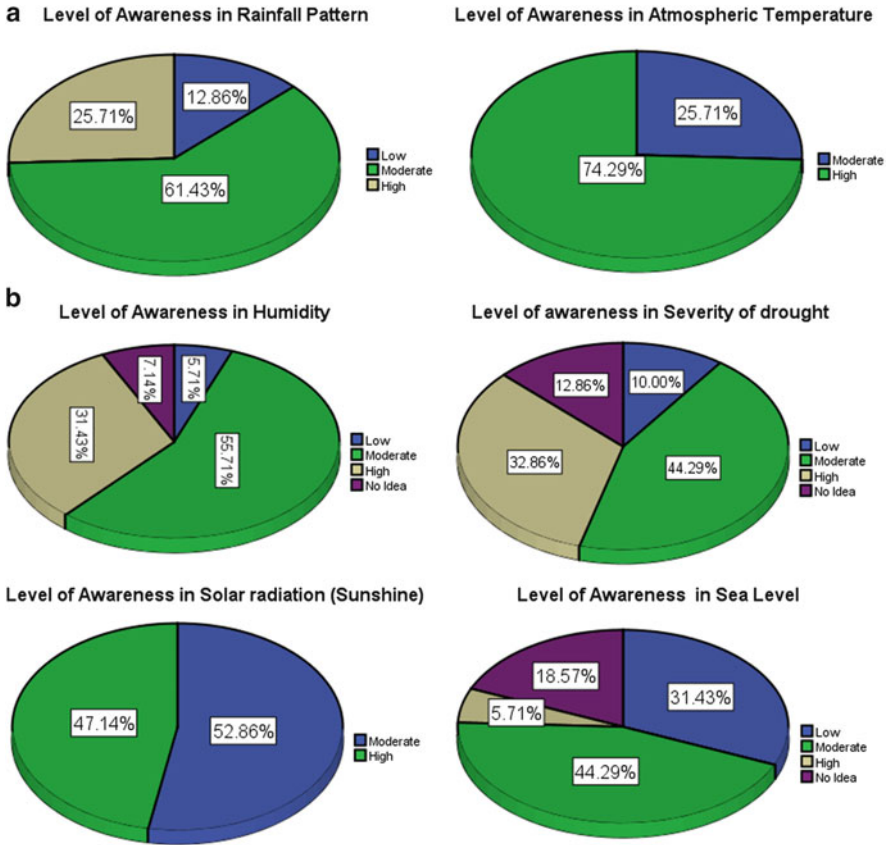 a
Level of Awareness in Rainfall Pattern
12.86%
25.71%
61.43%
Low
Moderate
High
Level of Awareness in Atmospheric Temperature
25.71%
74.29%
Moderate
High
b
Level of Awareness in Humidity
7.14%
5.71%
31.43%
55.71%
Low
Moderate
High
No Idea
Level of awareness in Severity of drought
12.86%
10.00%
32.86%
44.29%
Low
Moderate
High
No Idea
Level of Awareness in Solar radiation (Sunshine)
47.14%
52.86%
Moderate
High
Level of Awareness in Sea Level
18.57%
31.43%
5.71%
44.29%
Low
Moderate
High
No Idea